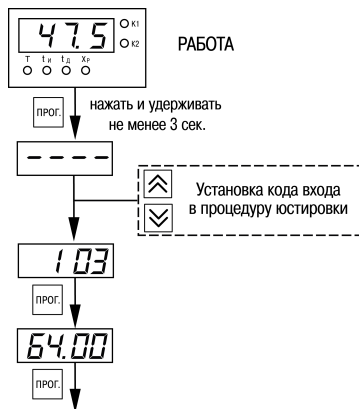 47.5
К1
К2
T tи tд Xр
РАБОТА
ПРОГ.
нажать и удерживать
не менее 3 сек.
- - - -
Установка кода входа
в процедуру юстировки
103
ПРОГ.
64.00
ПРОГ.